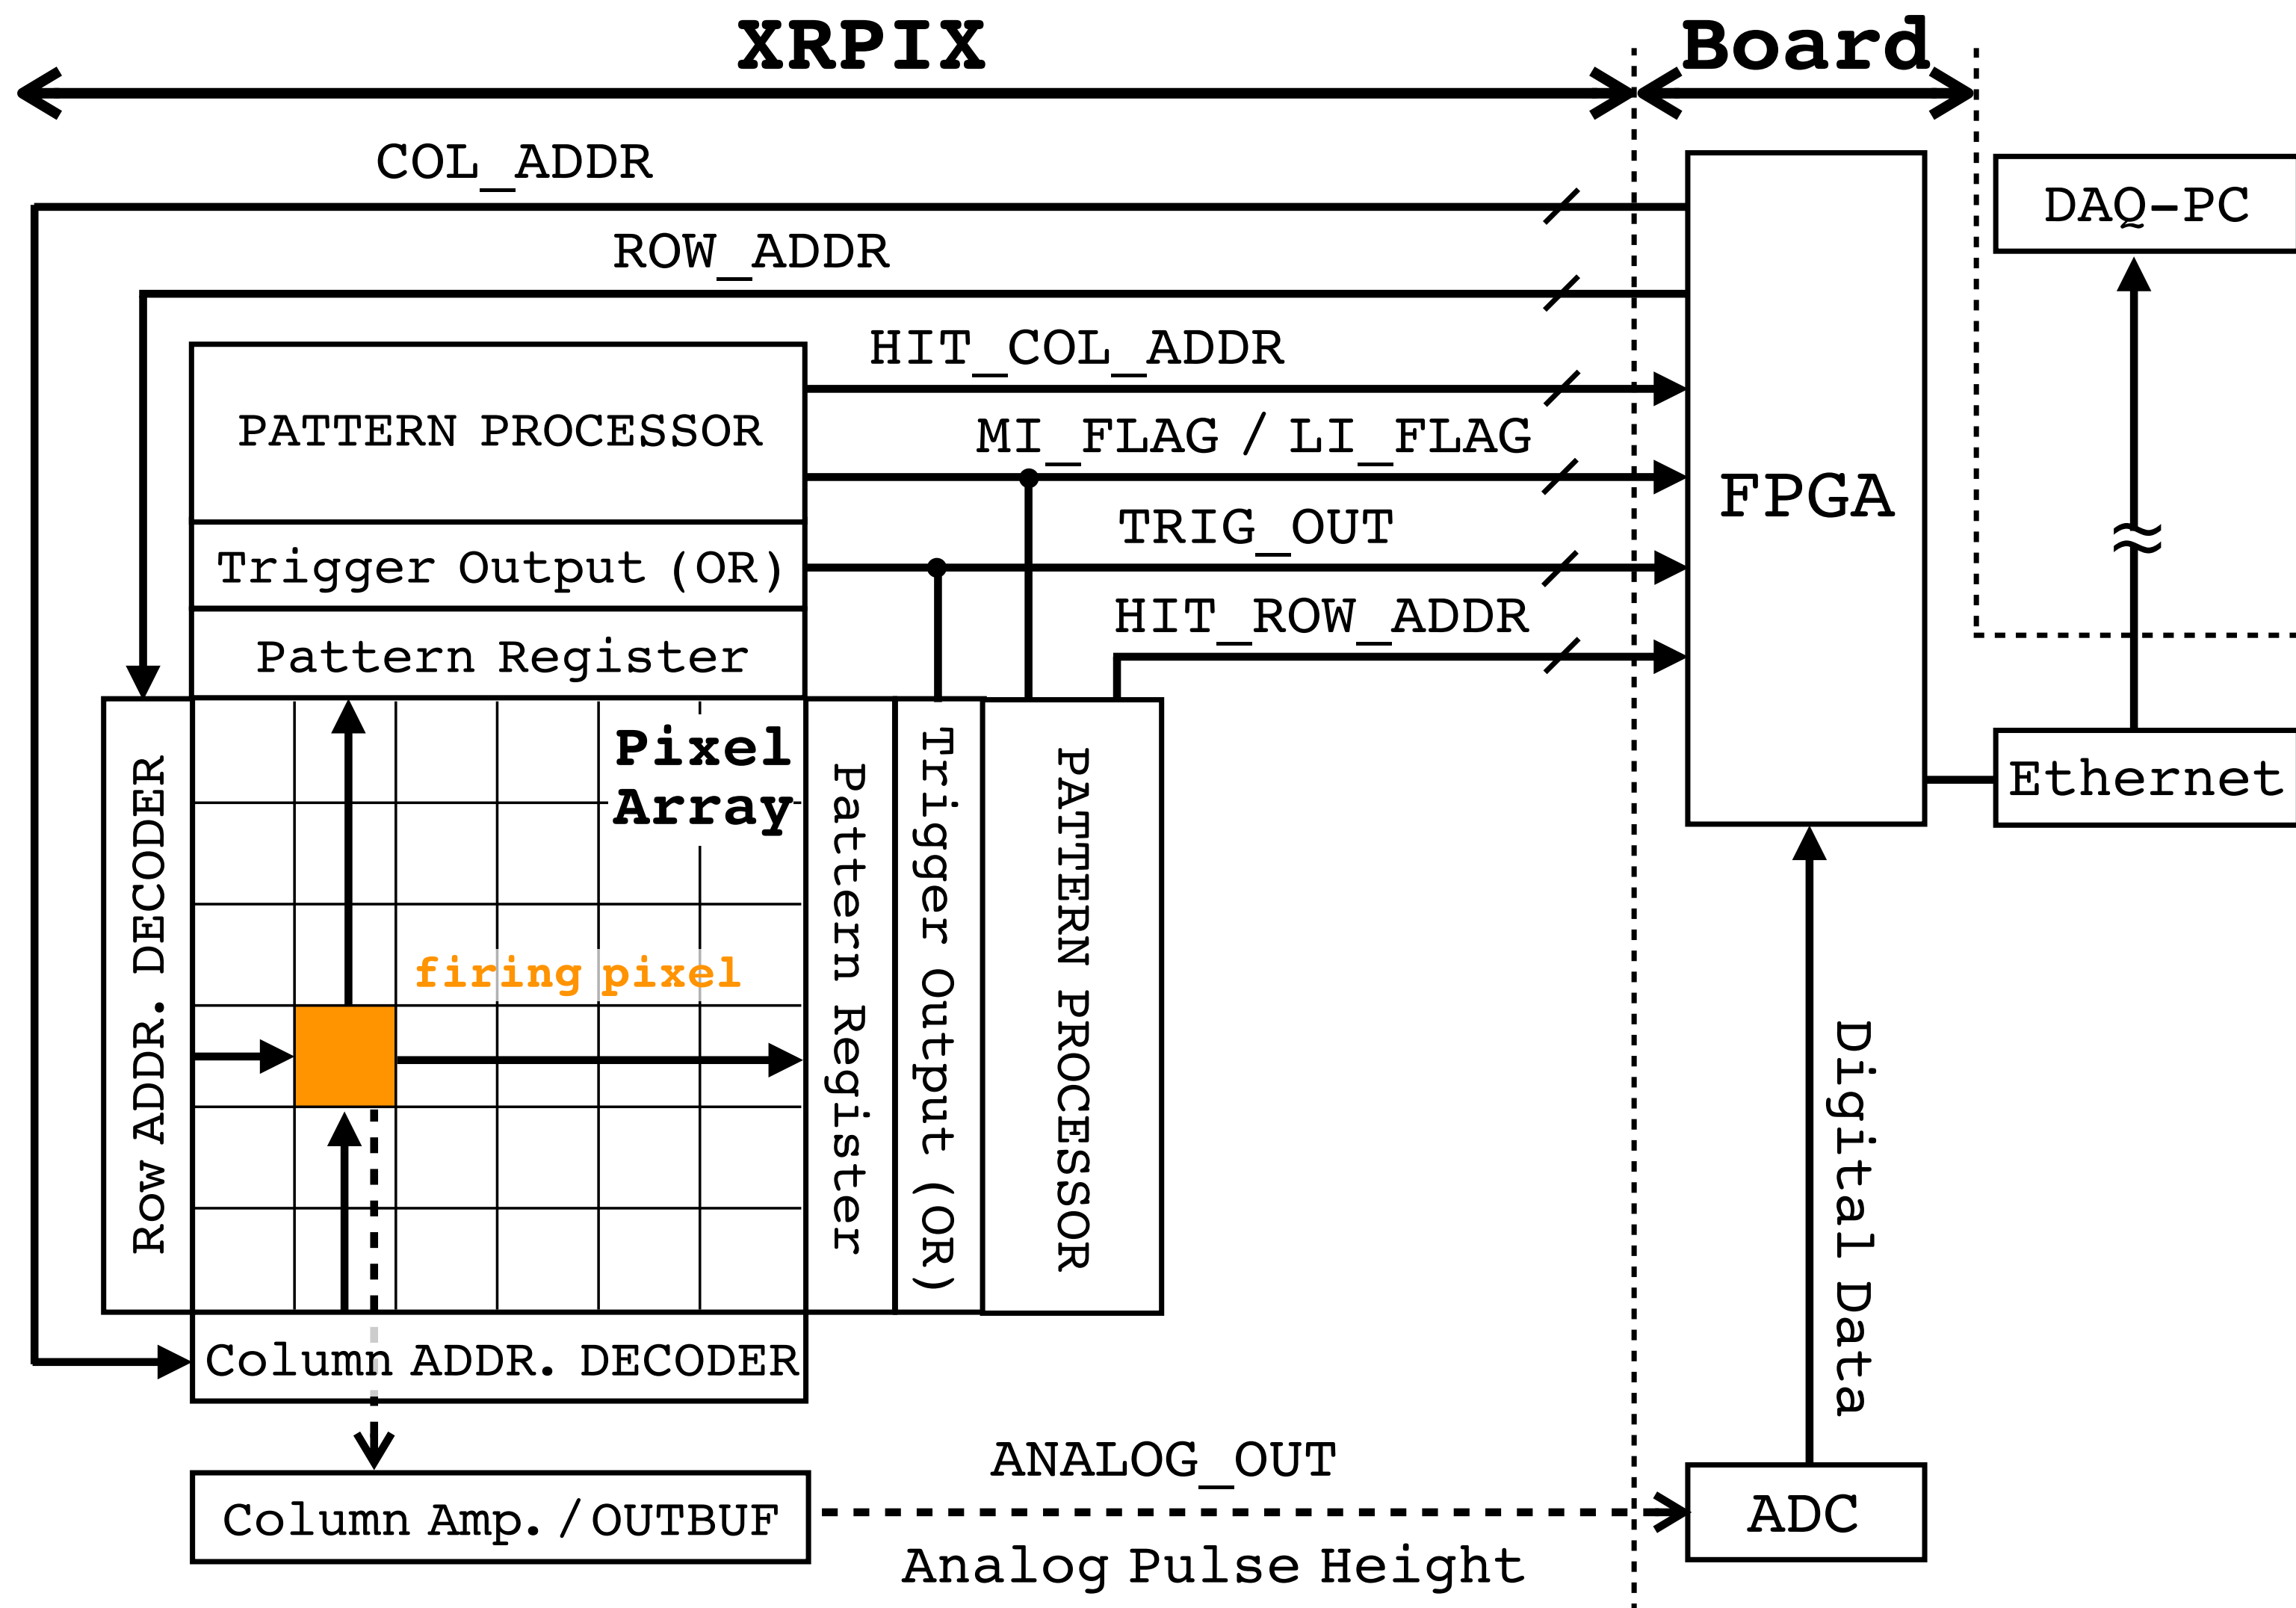 XRPIX
Board
COL_ADDR
DAQ-PC
ROW_ADDR
HIT_COL_ADDR
PATTERN PROCESSOR
MI_FLAG / LI_FLAG
FPGA
TRIG_OUT
Trigger Output (OR)
HIT_ROW_ADDR
Pattern Register
Pixel
Array
Ethernet
Row ADDR. DECODER
firing pixel
Pattern Register
Trigger Output (OR)
PATTERN PROCESSOR
Digital Data
Column ADDR. DECODER
ANALOG_OUT
Column Amp./OUTBUF
ADC
Analog Pulse Height